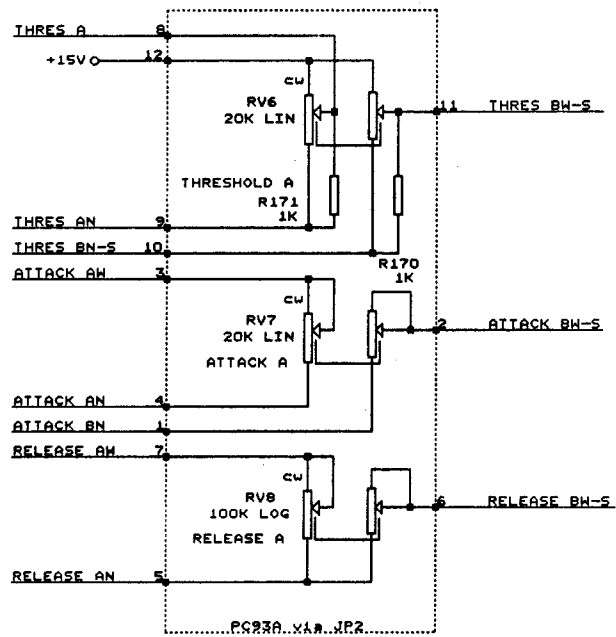 THRES A 8
+15V 12
CW
RV6
20K LIN
11 THRES BW-S
THRESHOLD A
R171
1K
THRES AN 9
THRES BN-S 10
R170
1K
ATTACK AW 3
CW
RV7
20K LIN
2 ATTACK BW-S
ATTACK A
ATTACK AN 4
ATTACK BN 1
RELEASE AW 7
CW
RV8
100K LOG
6 RELEASE BW-S
RELEASE A
RELEASE AN 5
PC93A via JP2